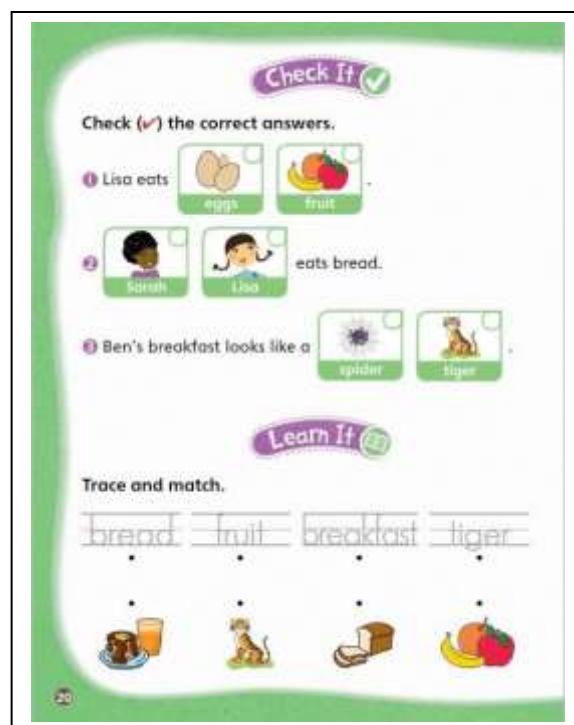 Check It
Check (✓) the correct answers.
1 Lisa eats eggs fruit .
2 Sarah Lisa eats bread.
3 Ben's breakfast looks like a spider tiger .
Learn It
Trace and match.
bread fruit breakfast tiger
20